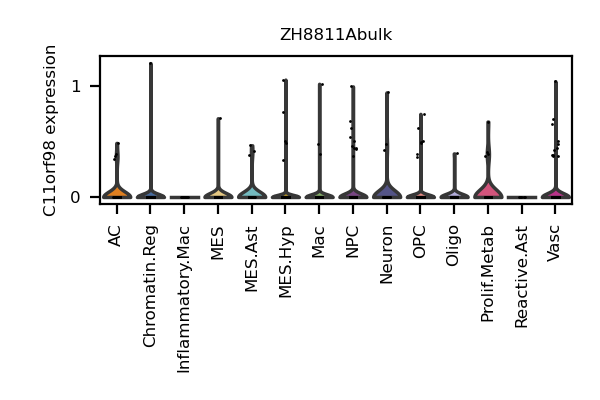 ZH8811Abulk
C11orf98 expression
1
0
AC
Chromatin.Reg
Inflammatory.Mac
MES
MES.Ast
MES.Hyp
Mac
NPC
Neuron
OPC
Oligo
Prolif.Metab
Reactive.Ast
Vasc